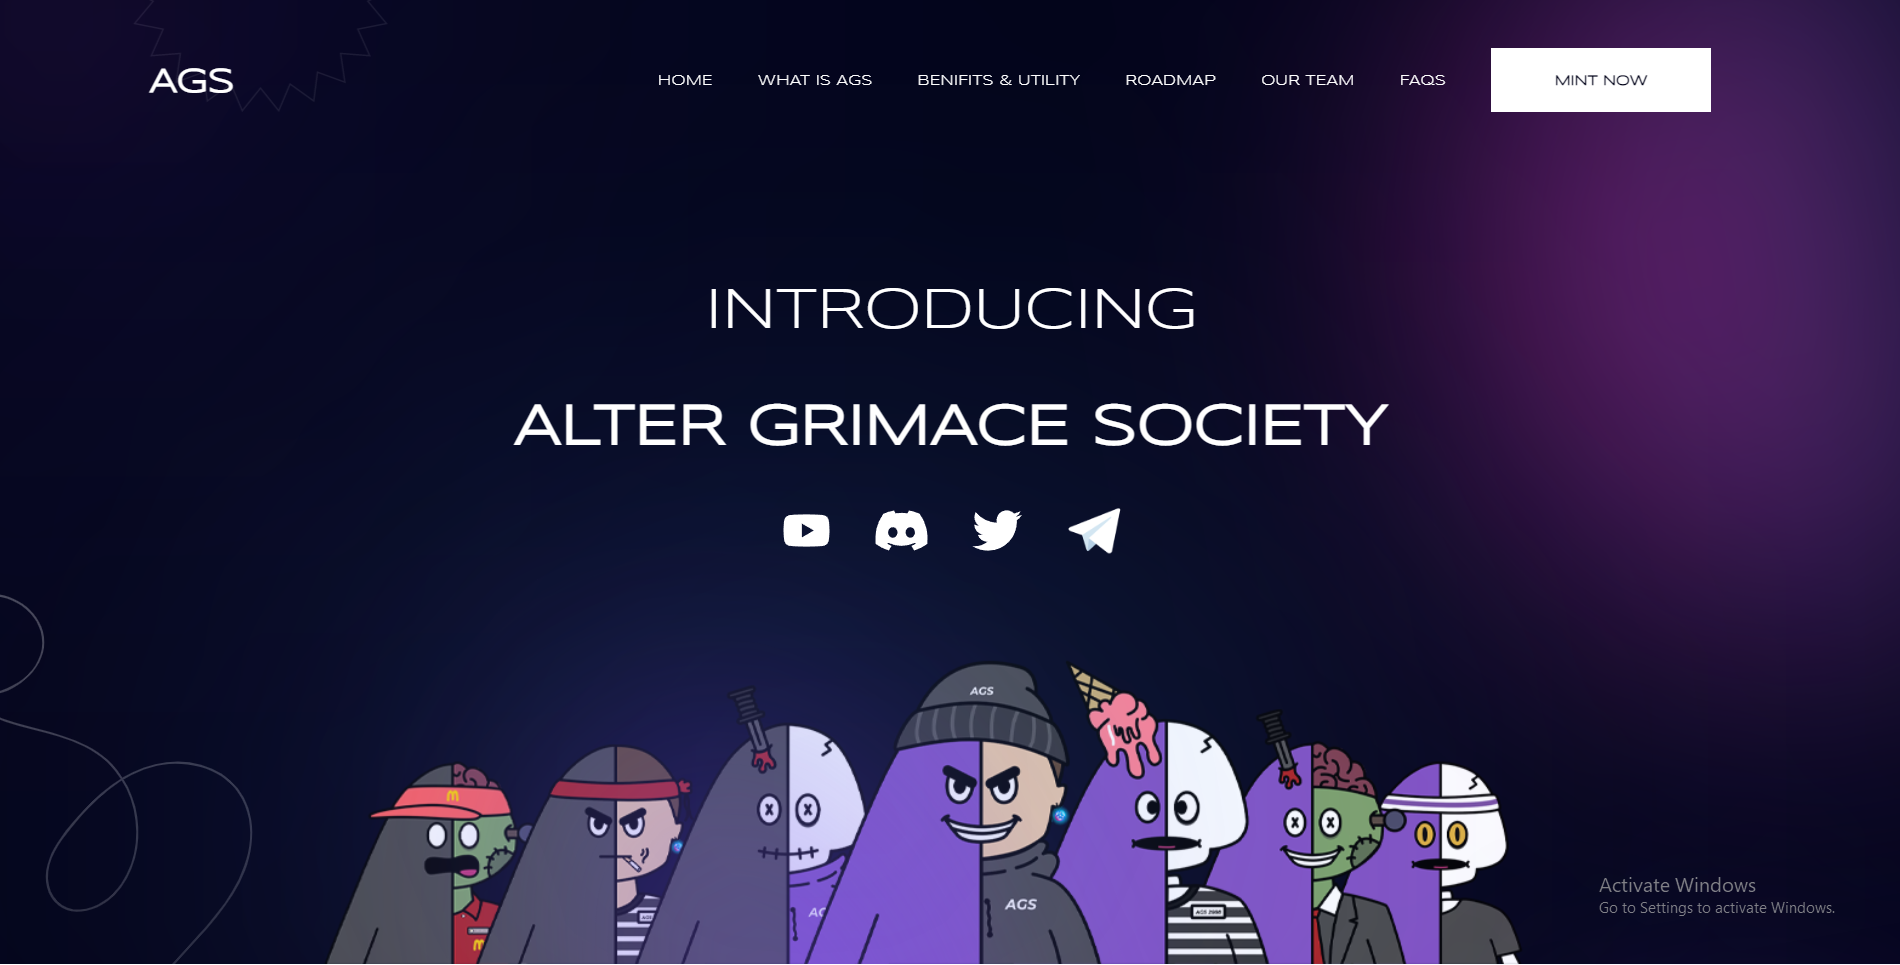 AGS
HOME
WHAT IS AGS
BENIFITS & UTILITY
ROADMAP
OUR TEAM
FAQS
MINT NOW
INTRODUCING
ALTER GRIMACE SOCIETY
AGS
AGS
Activate Windows
Go to Settings to activate Windows.